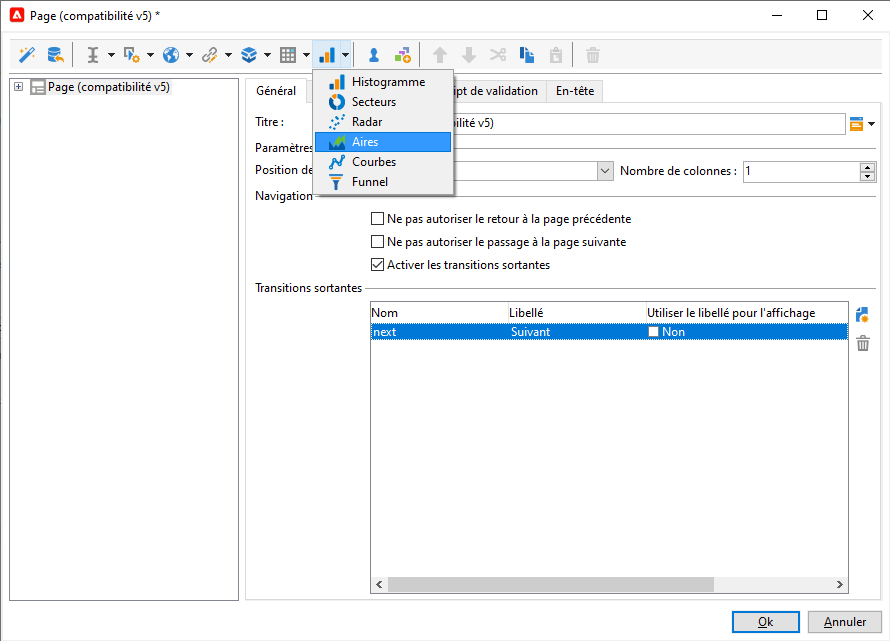 Page (compatibilité v5) *
Page (compatibilité v5)
Général
ipt de validation
En-tête
Histogramme
Secteurs
Radar
Aires
Courbes
Funnel
Titre :
ilité v5)
Paramètres
Position de
Nombre de colonnes :
1
Navigation
Ne pas autoriser le retour à la page précédente
Ne pas autoriser le passage à la page suivante
Activer les transitions sortantes
Transitions sortantes
Nom Libellé Utiliser le libellé pour l'affichage
next Suivant Non
Ok Annuler